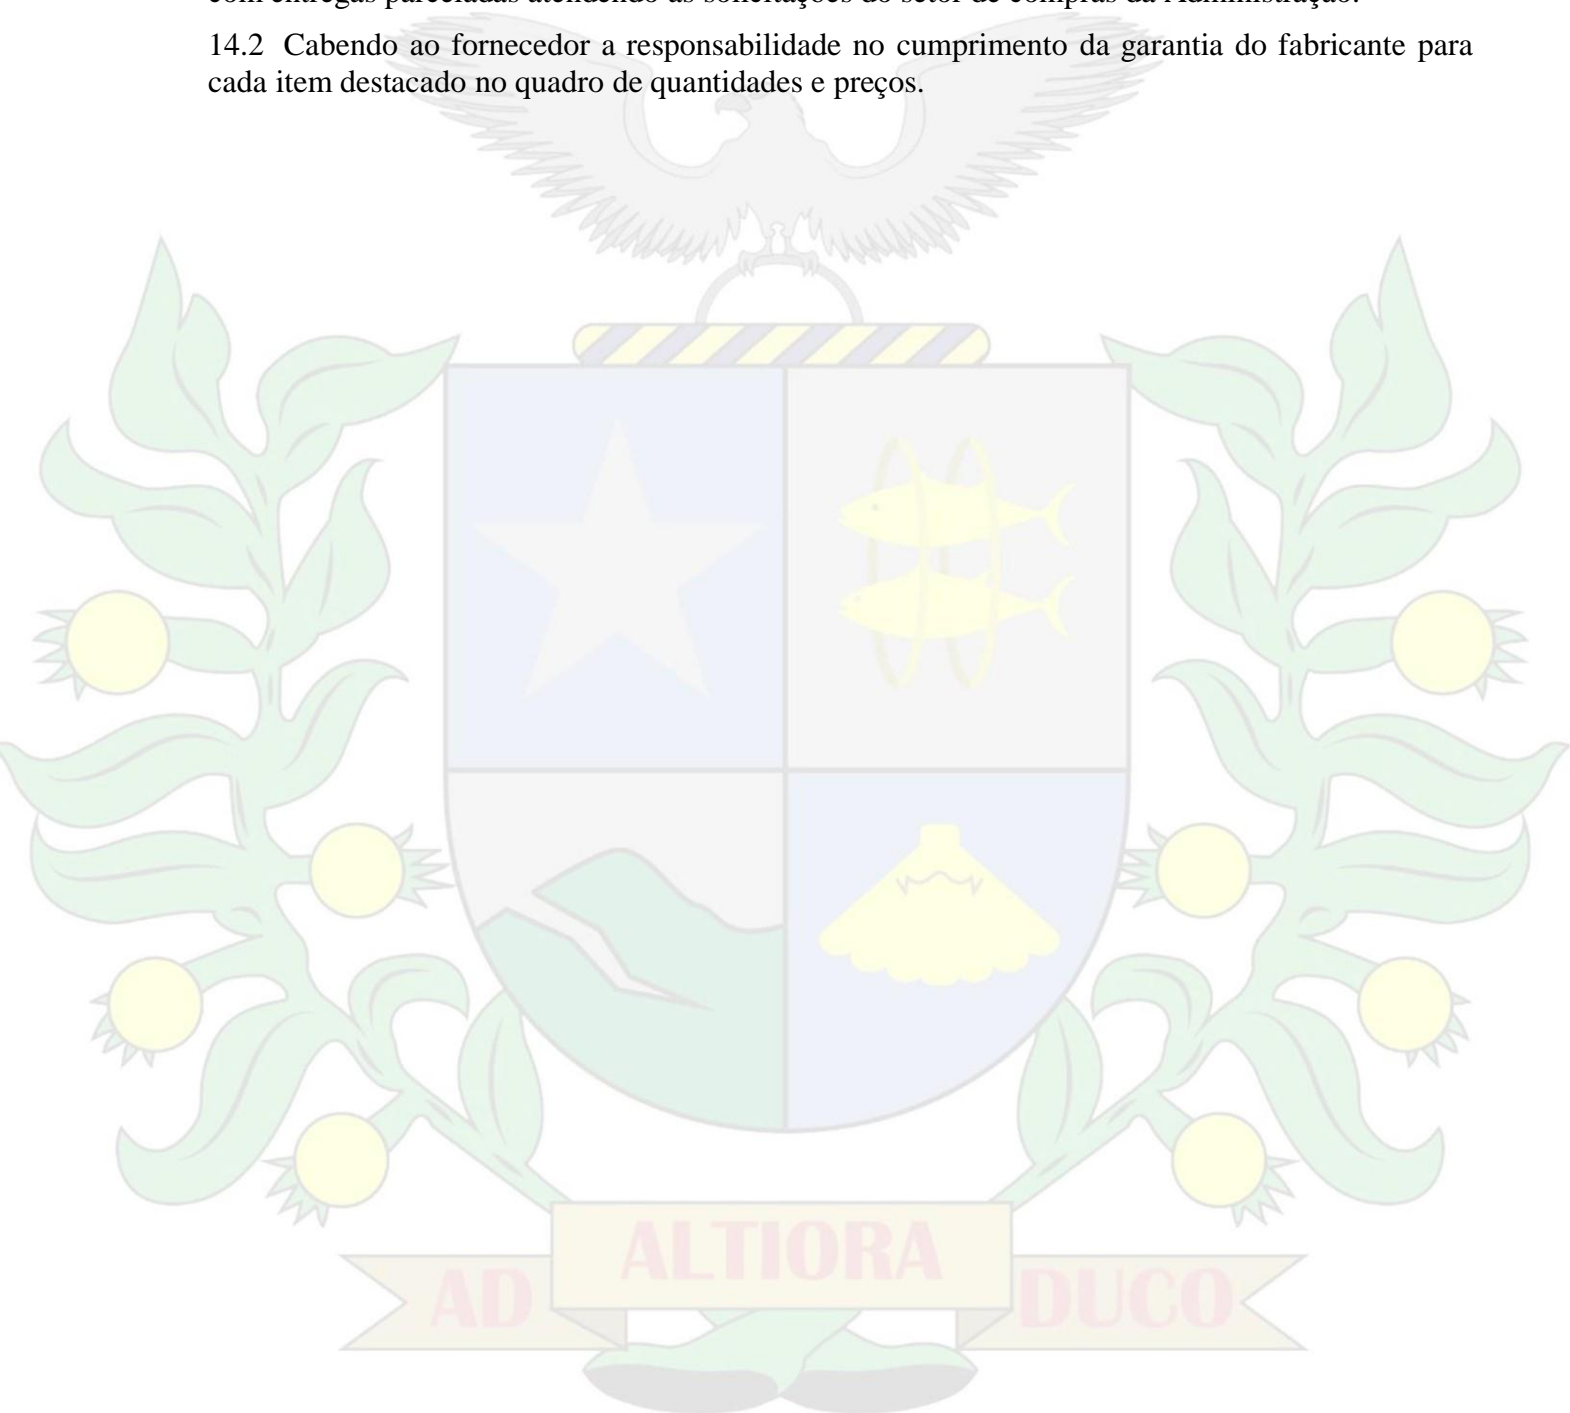 com entregas parceladas atendendo as solicitações do setor de compras da Administração.
14.2 Cabendo ao fornecedor a responsabilidade no cumprimento da garantia do fabricante para
cada item destacado no quadro de quantidades e preços.
AD ALTIORA DUCO